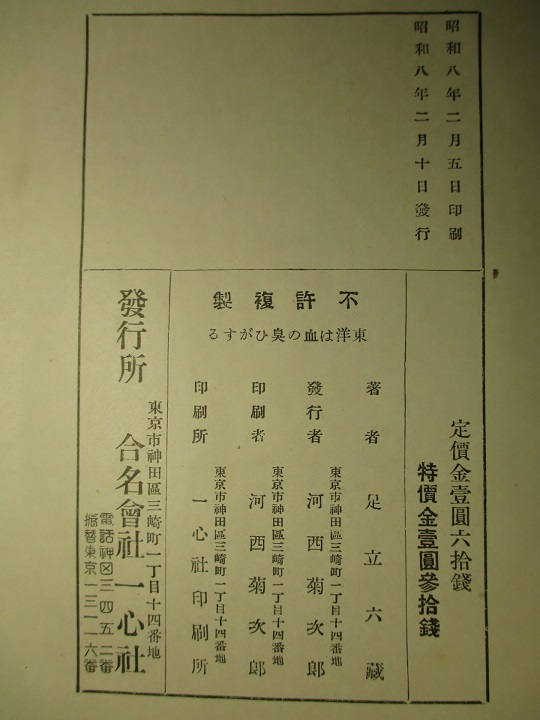 昭和八年二月五日印刷
昭和八年二月十日發行
定價金壹圓六拾錢
特價金壹圓參拾錢
不許複製
東洋は血の臭ひがする
著者 足立六藏
東京市神田區三崎町一丁目十四番地
發行者 河西菊次郎
東京市神田區三崎町一丁目十四番地
印刷者 河西菊次郎
東京市神田區三崎町一丁目十四番地
印刷所 一心社印刷所
東京市神田區三崎町一丁目十四番地
發行所 合名會社一心社
電話神田三四五二番
振替東京一三一一六番